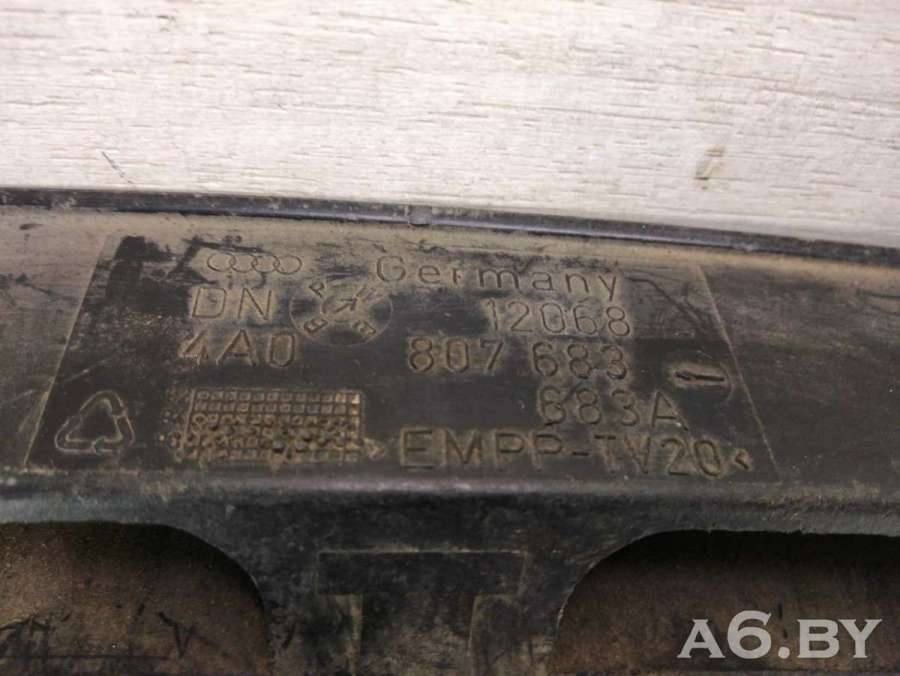 Germany
DN 12068
4A0 807 683
683A
>EMPP-TV20<
A6.BY